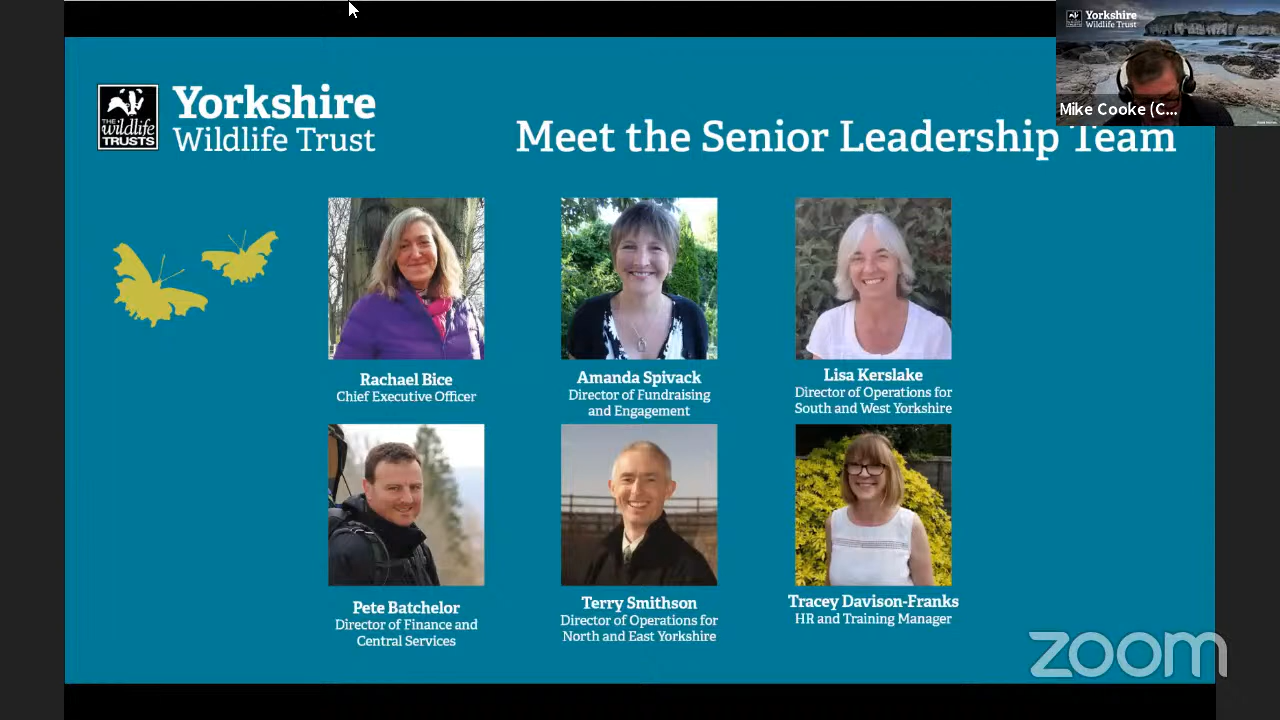 Yorkshire
Wildlife Trust
Mike Cooke (C...
THE
wildlife
TRUSTS
Yorkshire
Wildlife Trust
Meet the Senior Leadership Team
Rachael Bice
Chief Executive Officer
Amanda Spivack
Director of Fundraising
and Engagement
Lisa Kerslake
Director of Operations for
South and West Yorkshire
Pete Batchelor
Director of Finance and
Central Services
Terry Smithson
Director of Operations for
North and East Yorkshire
Tracey Davison-Franks
HR and Training Manager
zoom